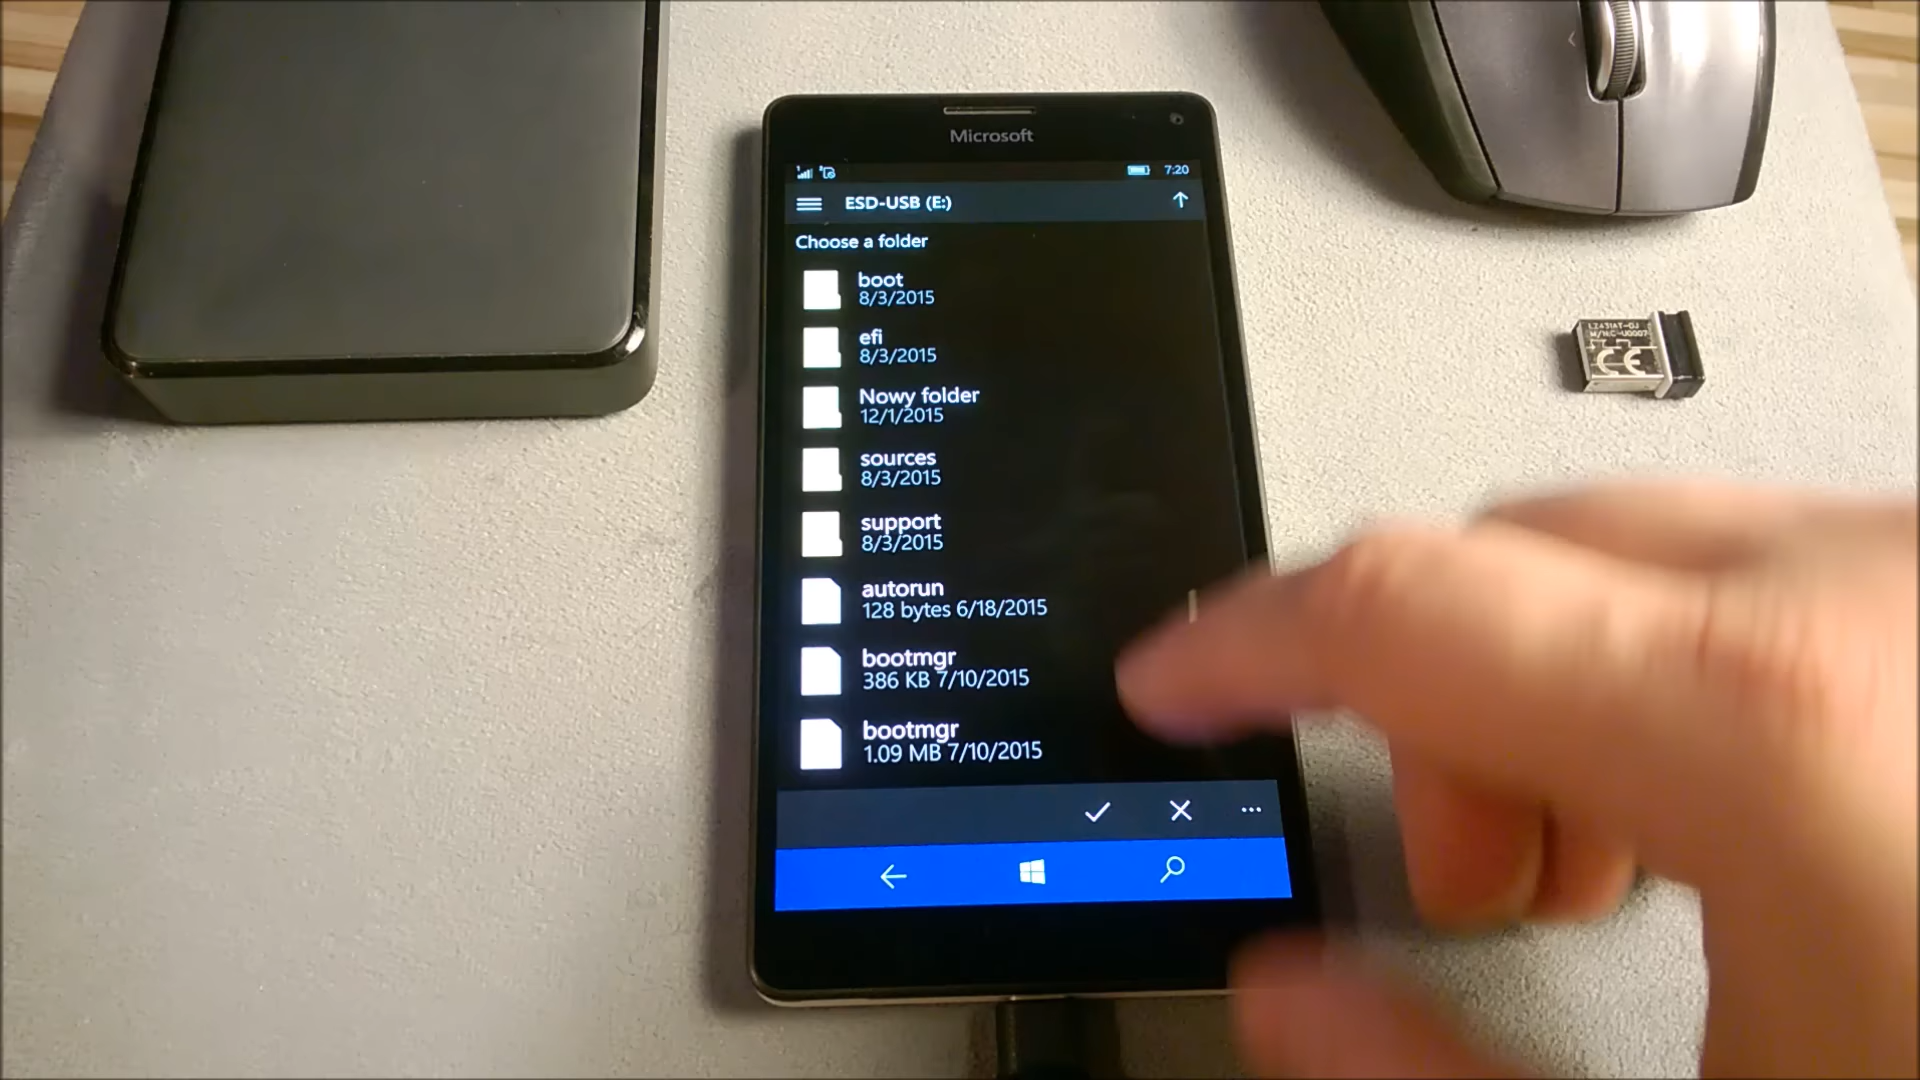 Microsoft
7:20
ESD-USB (E:)
Choose a folder
boot
8/3/2015
efi
8/3/2015
Nowy folder
12/1/2015
sources
8/3/2015
support
8/3/2015
autorun
128 bytes 6/18/2015
bootmgr
386 KB 7/10/2015
bootmgr
1.09 MB 7/10/2015
CE